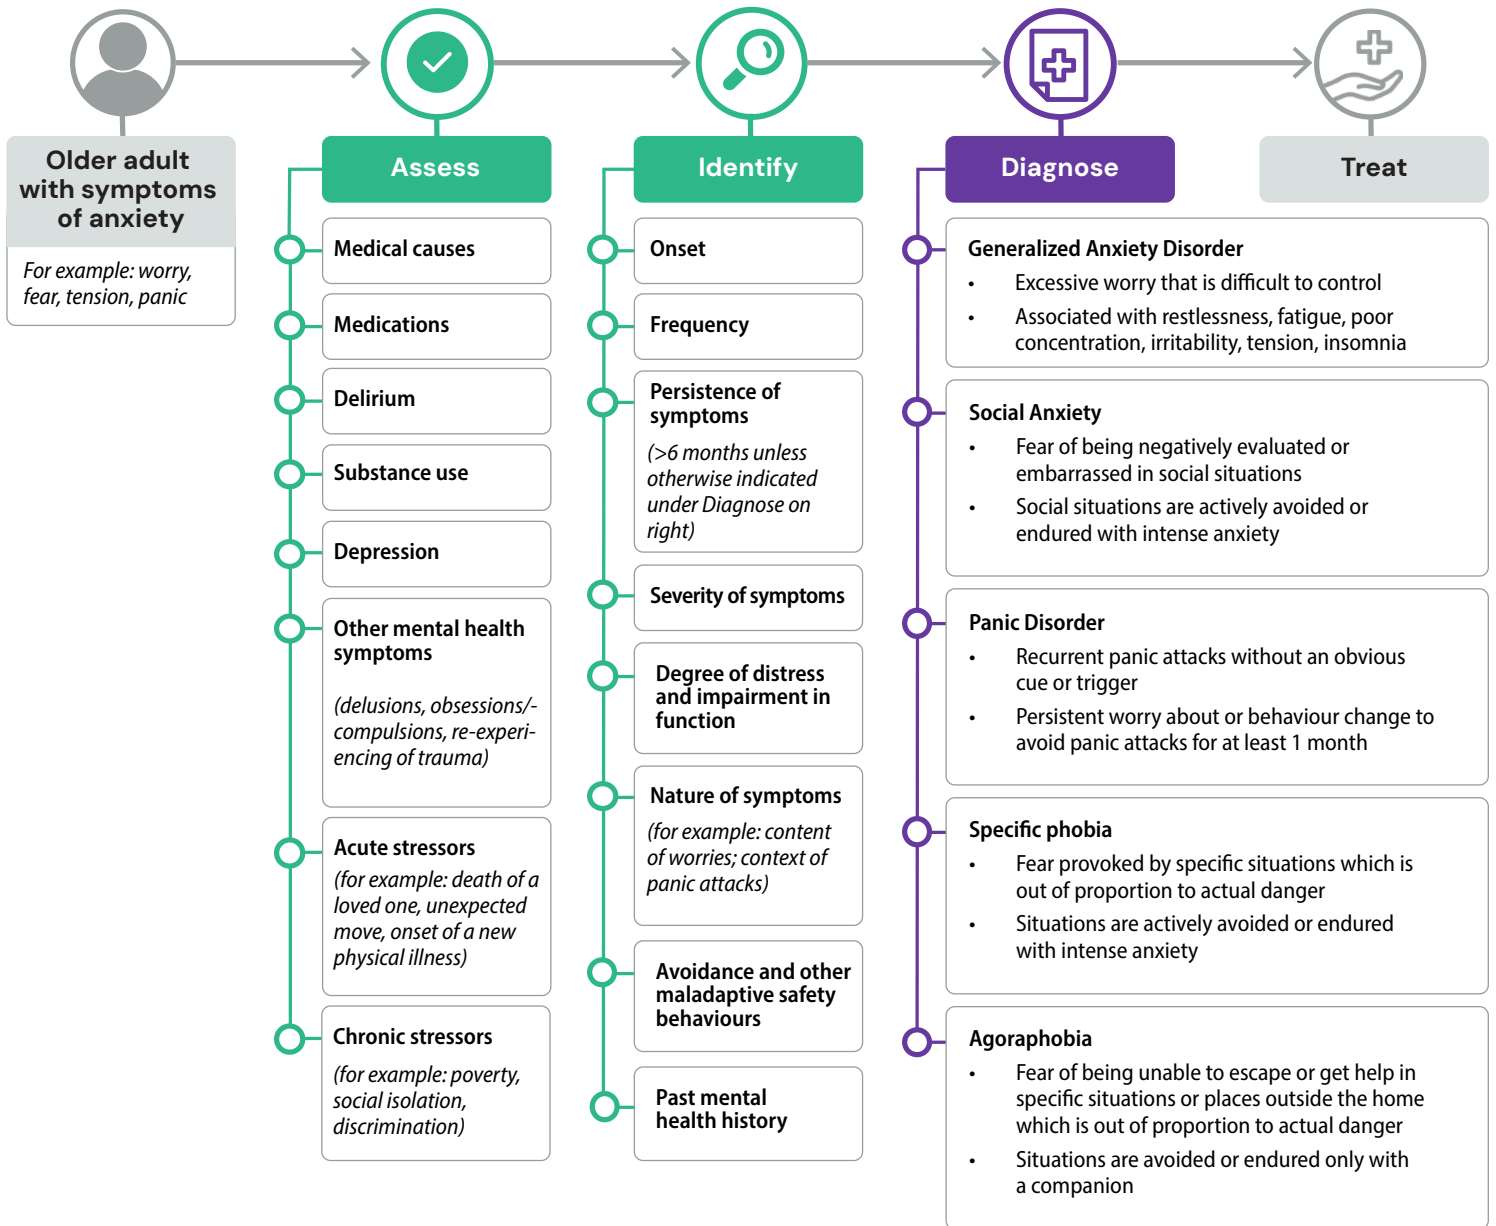 Older adult
with symptoms
of anxiety
For example: worry,
fear, tension, panic
Assess
Medical causes
Medications
Delirium
Substance use
Depression
Other mental health
symptoms
(delusions, obsessions/-
compulsions, re-experi-
encing of trauma)
Acute stressors
(for example: death of a
loved one, unexpected
move, onset of a new
physical illness)
Chronic stressors
(for example: poverty,
social isolation,
discrimination)
Identify
Onset
Frequency
Persistence of
symptoms
(>6 months unless
otherwise indicated
under Diagnose on
right)
Severity of symptoms
Degree of distress
and impairment in
function
Nature of symptoms
(for example: content
of worries; context of
panic attacks)
Avoidance and other
maladaptive safety
behaviours
Past mental
health history
Diagnose
Generalized Anxiety Disorder
• Excessive worry that is difficult to control
• Associated with restlessness, fatigue, poor
concentration, irritability, tension, insomnia
Social Anxiety
• Fear of being negatively evaluated or
embarrassed in social situations
• Social situations are actively avoided or
endured with intense anxiety
Panic Disorder
• Recurrent panic attacks without an obvious
cue or trigger
• Persistent worry about or behaviour change to
avoid panic attacks for at least 1 month
Specific phobia
• Fear provoked by specific situations which is
out of proportion to actual danger
• Situations are actively avoided or endured
with intense anxiety
Agoraphobia
• Fear of being unable to escape or get help in
specific situations or places outside the home
which is out of proportion to actual danger
• Situations are avoided or endured only with
a companion
Treat